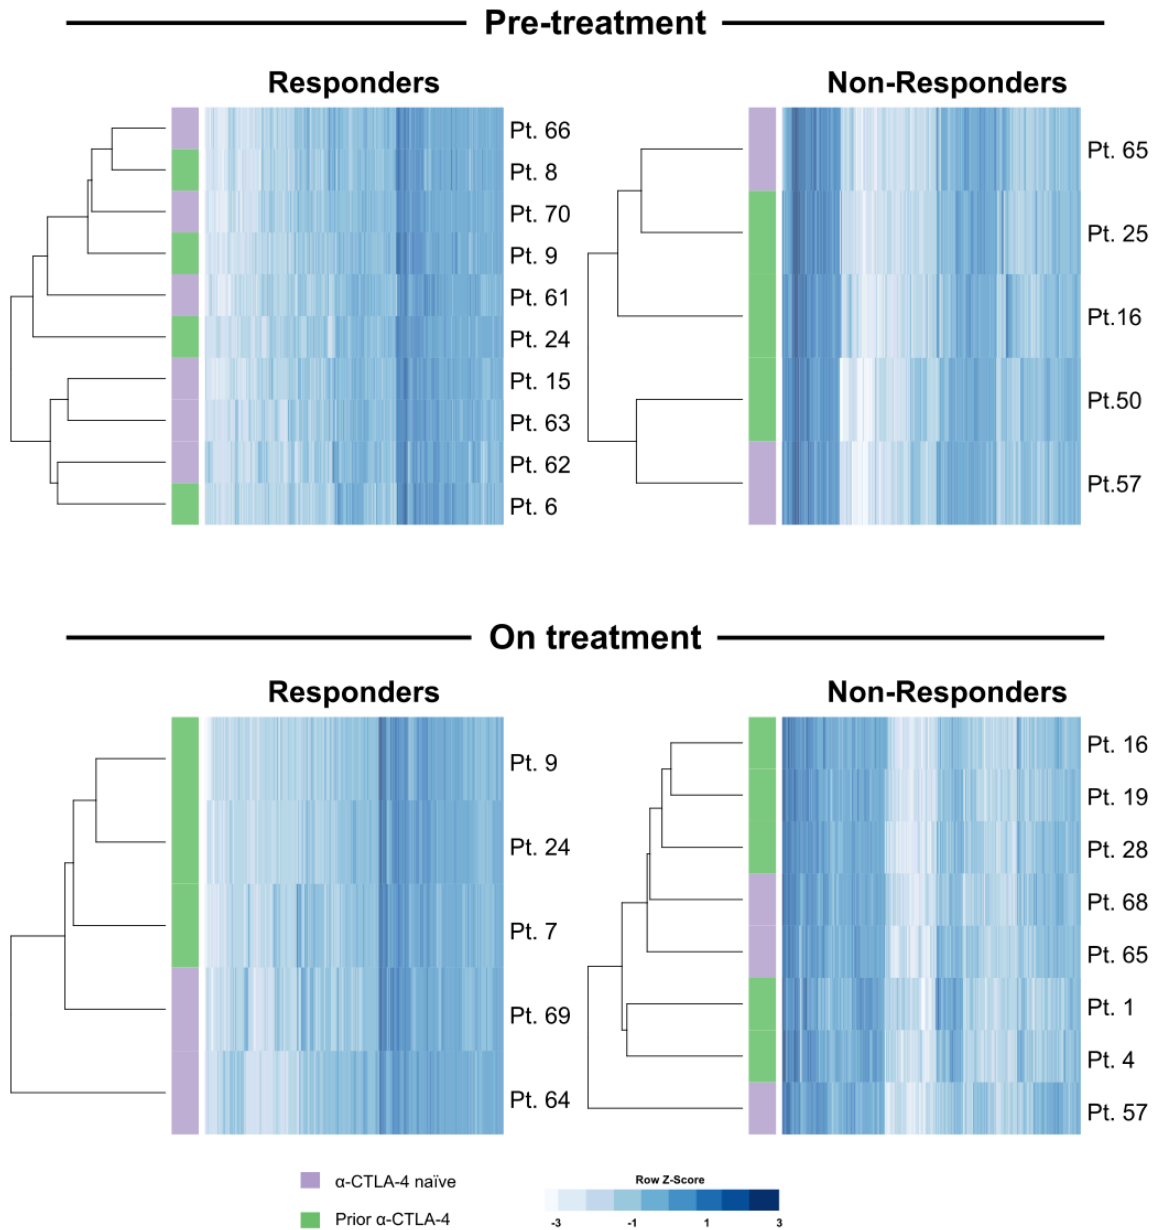 Pre-treatment
Responders
Pt. 66
Pt. 8
Pt. 70
Pt. 9
Pt. 61
Pt. 24
Pt. 15
Pt. 63
Pt. 62
Pt. 6
Non-Responders
Pt. 65
Pt. 25
Pt.16
Pt.50
Pt.57
On treatment
Responders
Pt. 9
Pt. 24
Pt. 7
Pt. 69
Pt. 64
Non-Responders
Pt. 16
Pt. 19
Pt. 28
Pt. 68
Pt. 65
Pt. 1
Pt. 4
Pt. 57
α-CTLA-4 naïve
Prior α-CTLA-4
Row Z-Score
-3 -1 1 3